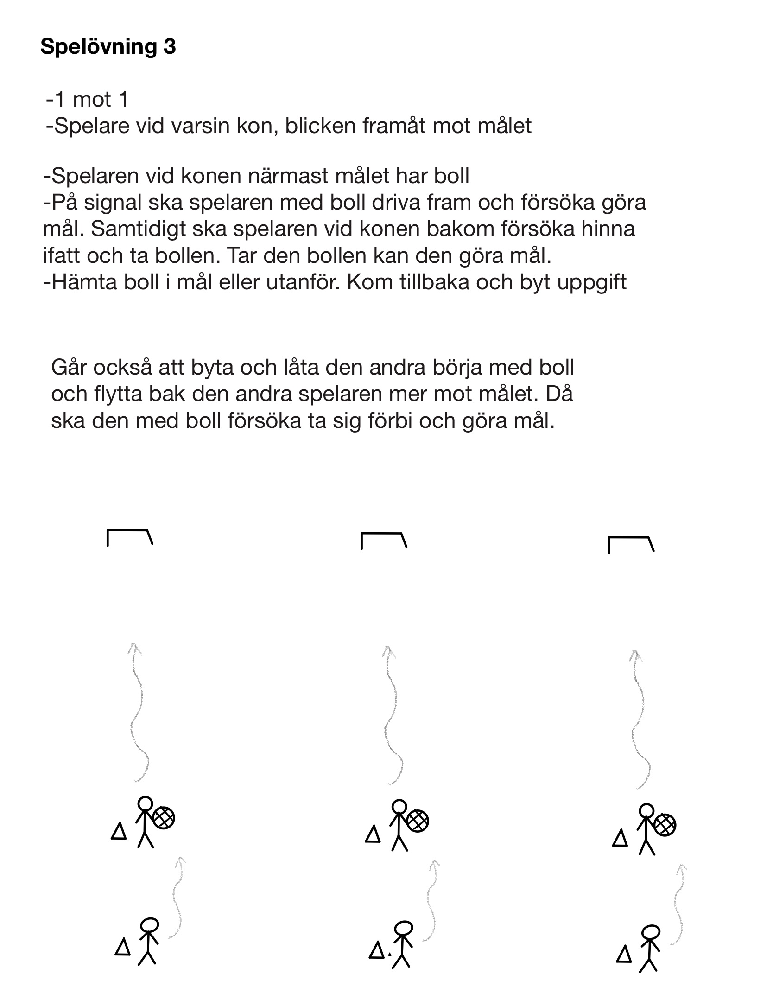 Spelövning 3
-1 mot 1
-Spelare vid varsin kon, blicken framåt mot målet
-Spelaren vid konen närmast målet har boll
-På signal ska spelaren med boll driva fram och försöka göra
mål. Samtidigt ska spelaren vid konen bakom försöka hinna
ifatt och ta bollen. Tar den bollen kan den göra mål.
-Hämta boll i mål eller utanför. Kom tillbaka och byt uppgift
Går också att byta och låta den andra börja med boll
och flytta bak den andra spelaren mer mot målet. Då
ska den med boll försöka ta sig förbi och göra mål.